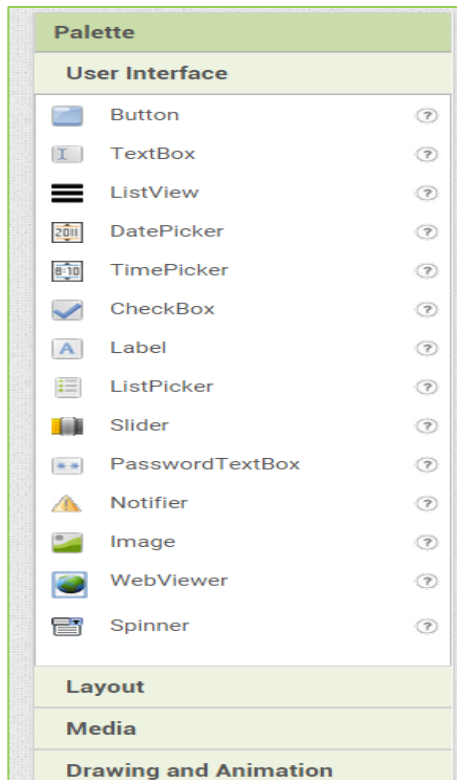 Palette
User Interface
Button
TextBox
ListView
DatePicker
TimePicker
CheckBox
Label
ListPicker
Slider
PasswordTextBox
Notifier
Image
WebViewer
Spinner
Layout
Media
Drawing and Animation